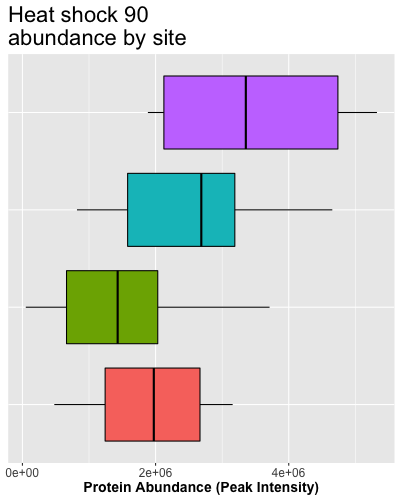 Heat shock 90
abundance by site
0e+00 2e+06 4e+06
Protein Abundance (Peak Intensity)